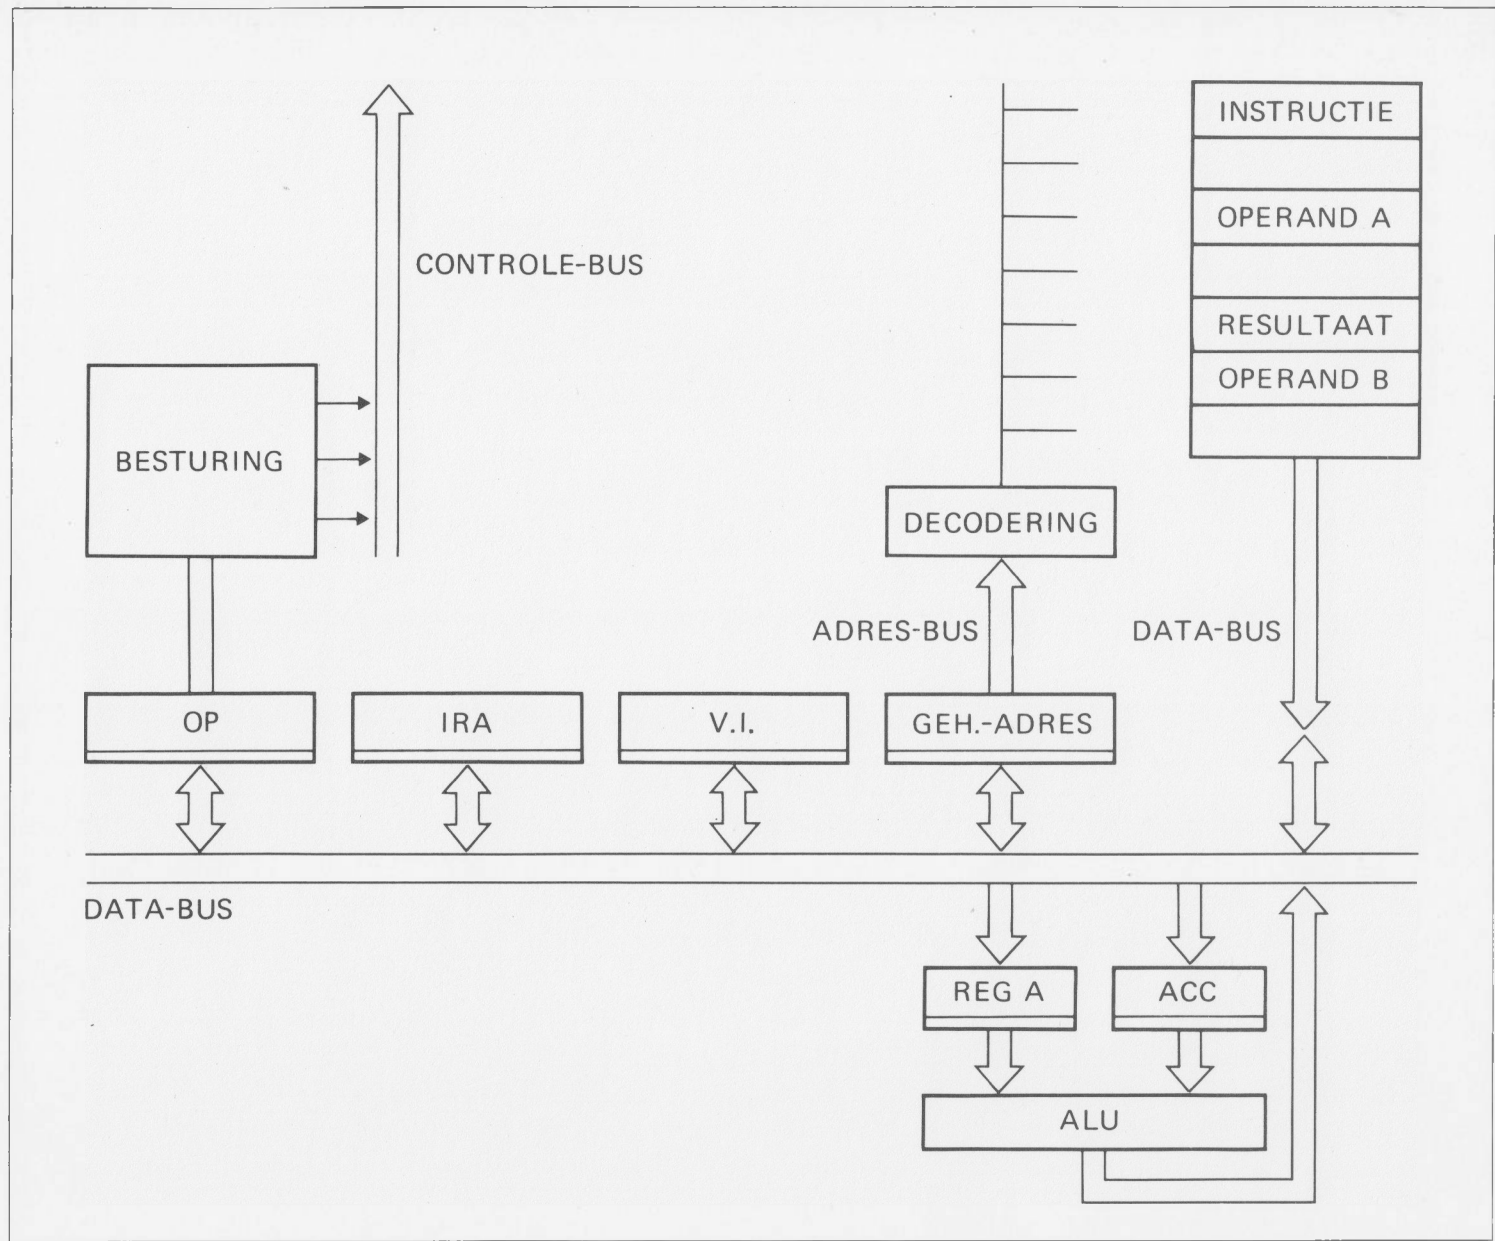 INSTRUCTIE
OPERAND A
CONTROLE-BUS
RESULTAAT
OPERAND B
BESTURING
DECODERING
ADRES-BUS
DATA-BUS
OP
IRA
V.I.
GEH.-ADRES
DATA-BUS
REG A
ACC
ALU